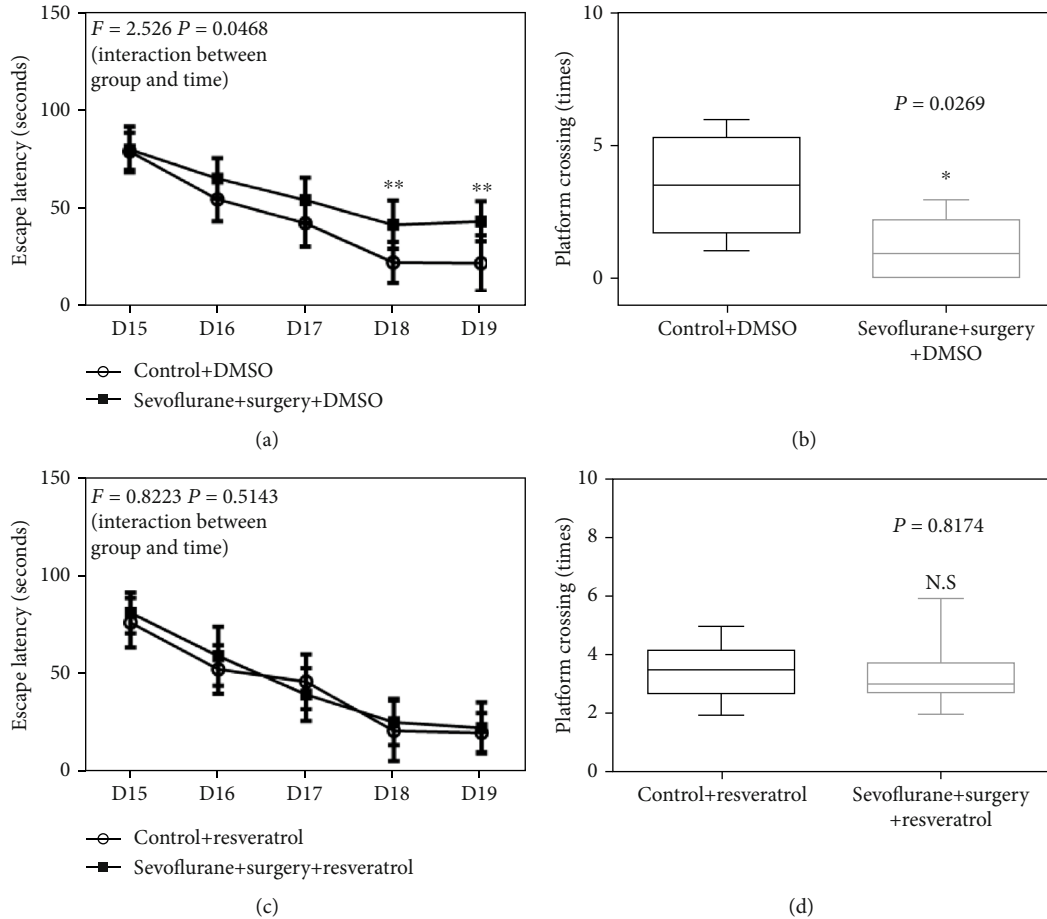 150
100
50
0
Escape latency (seconds)
F = 2.526 P = 0.0468
(interaction between
group and time)
**
**
D15
D16
D17
D18
D19
Control+DMSO
Sevoflurane+surgery+DMSO
(a)
10
5
0
Platform crossing (times)
P = 0.0269
*
Control+DMSO
Sevoflurane+surgery
+DMSO
(b)
150
100
50
0
Escape latency (seconds)
F = 0.8223 P = 0.5143
(interaction between
group and time)
D15
D16
D17
D18
D19
Control+resveratrol
Sevoflurane+surgery+resveratrol
(c)
10
8
6
4
2
0
Platform crossing (times)
P = 0.8174
N.S
Control+resveratrol
Sevoflurane+surgery
+resveratrol
(d)